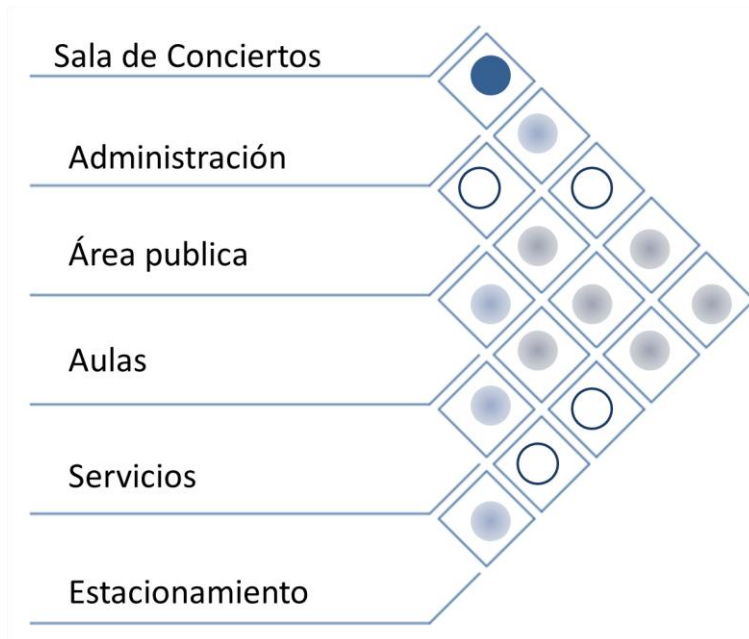 Sala de Conciertos
Administración
Área publica
Aulas
Servicios
Estacionamiento